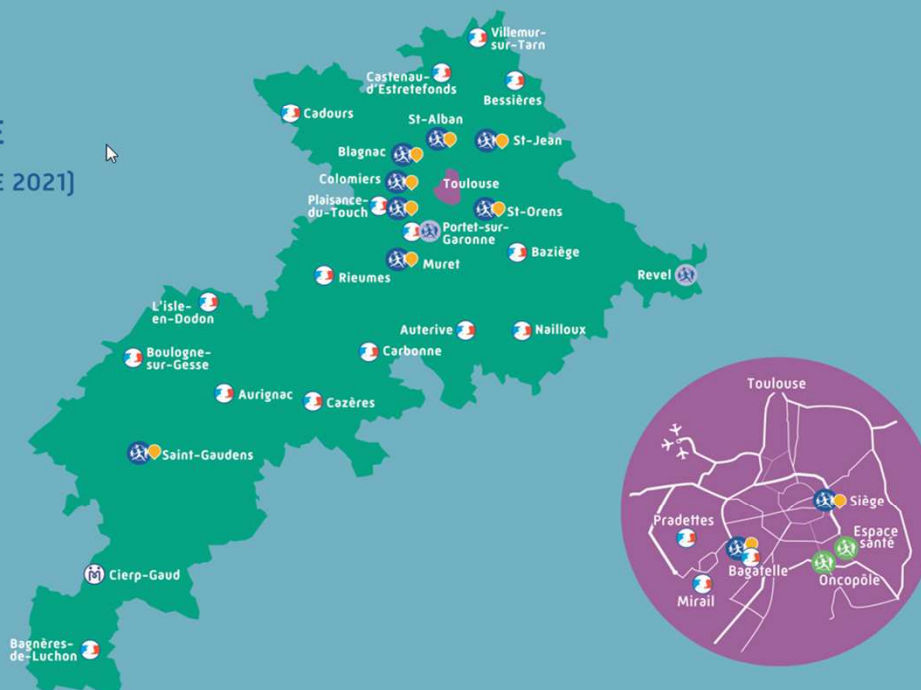 E
E 2021)
Villemur-
sur-Tarn
Castenau-
d'Estretefonds
Bessières
Cadours
St-Alban
St-Jean
Blagnac
Colomiers
Toulouse
Plaisance-
du-Touch
St-Orens
Portet-sur-
Garonne
Baziège
Muret
Rieumes
Revel
L'isle-
en-Dodon
Auterive
Nailloux
Boulogne-
sur-Gesse
Carbonne
Aurignac
Cazères
Saint-Gaudens
Cierp-Gaud
Bagnères-
de-Luchon
Toulouse
Siège
Pradettes
Espace
santé
Bagatelle
Oncopôle
Mirail